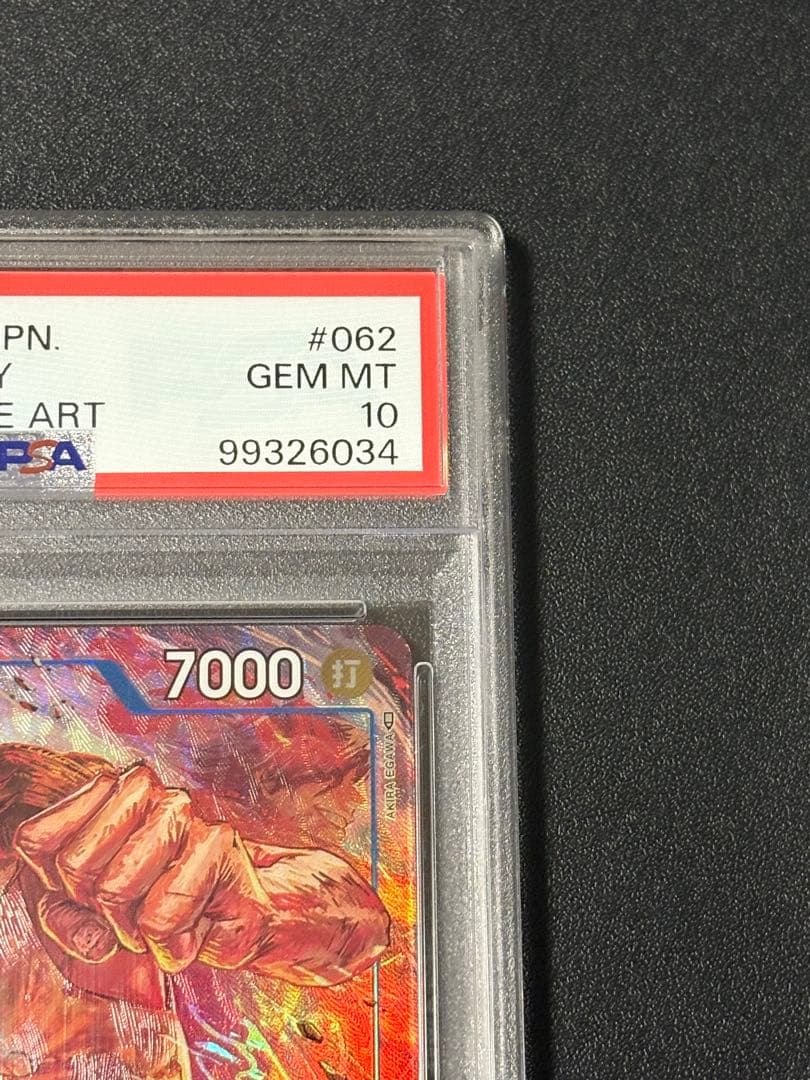 PN. #062
Y GEM MT
E ART 10
PSA 99326034
7000 打
AKIRA EGAWA